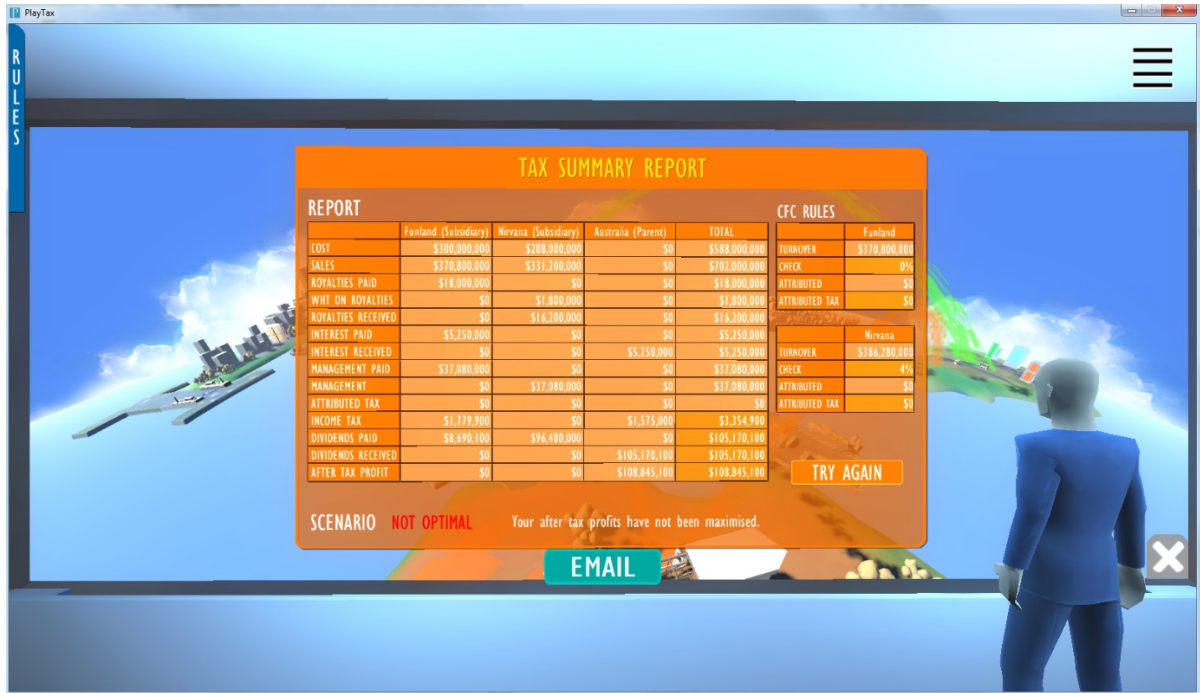 PlayTax
RULES
TAX SUMMARY REPORT
REPORT
Funland (Subsidiary) Nirvana (Subsidiary) Australia (Parent) TOTAL
COST $300,000,000 $288,000,000 $0 $588,000,000
SALES $370,800,000 $331,200,000 $0 $702,000,000
ROYALTIES PAID $18,000,000 $0 $0 $18,000,000
WHT ON ROYALTIES $0 $1,800,000 $0 $1,800,000
ROYALTIES RECEIVED $0 $16,200,000 $0 $16,200,000
INTEREST PAID $5,250,000 $0 $0 $5,250,000
INTEREST RECEIVED $0 $0 $5,250,000 $5,250,000
MANAGEMENT PAID $37,080,000 $0 $0 $37,080,000
MANAGEMENT $0 $37,080,000 $0 $37,080,000
ATTRIBUTED TAX $0 $0 $0 $0
INCOME TAX $1,779,900 $0 $1,575,000 $3,354,900
DIVIDENDS PAID $8,690,100 $96,480,000 $0 $105,170,100
DIVIDENDS RECEIVED $0 $0 $105,170,100 $105,170,100
AFTER TAX PROFIT $0 $0 $108,845,100 $108,845,100
CFC RULES
Funland
TURNOVER $370,800,000
CHECK 0%
ATTRIBUTED $0
ATTRIBUTED TAX $0
Nirvana
TURNOVER $386,280,000
CHECK 4%
ATTRIBUTED $0
ATTRIBUTED TAX $0
TRY AGAIN
SCENARIO NOT OPTIMAL Your after tax profits have not been maximised.
EMAIL